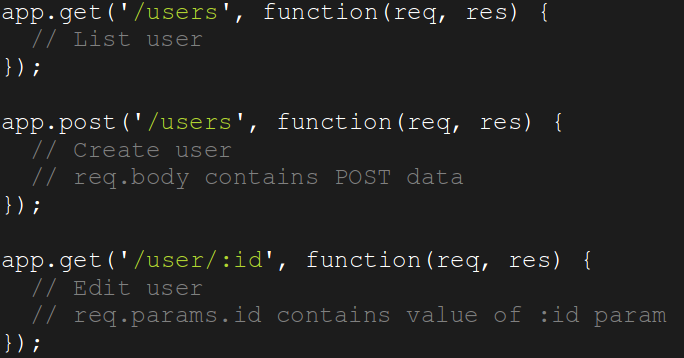 app.get('/users', function(req, res) {
  // List user
});

app.post('/users', function(req, res) {
  // Create user
  // req.body contains POST data
});

app.get('/user/:id', function(req, res) {
  // Edit user
  // req.params.id contains value of :id param
});